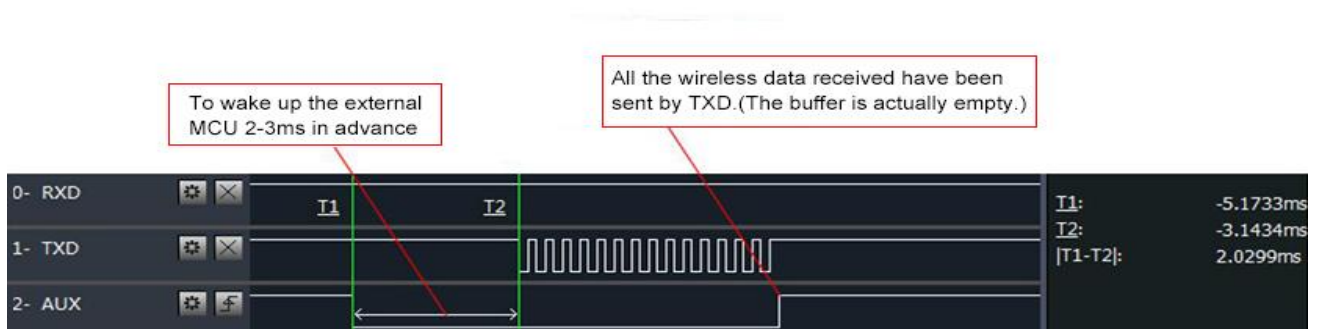 To wake up the external
MCU 2-3ms in advance
All the wireless data received have been
sent by TXD.(The buffer is actually empty.)
0- RXD
T1
T2
1- TXD
2- AUX
T1: -5.1733ms
T2: -3.1434ms
|T1-T2|: 2.0299ms